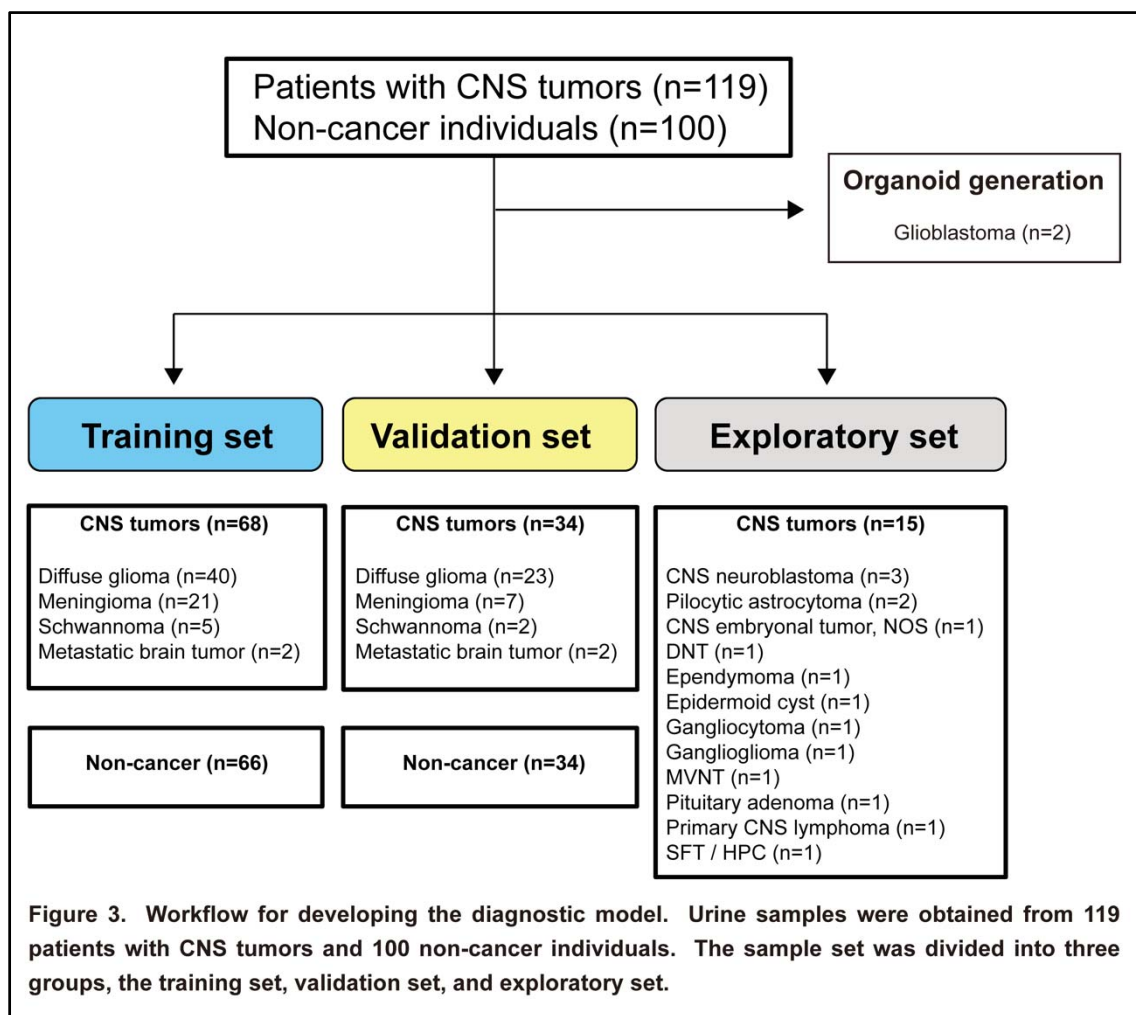 Patients with CNS tumors (n=119)
Non-cancer individuals (n=100)
Organoid generation
Glioblastoma (n=2)
Training set
Validation set
Exploratory set
CNS tumors (n=68)
Diffuse glioma (n=40)
Meningioma (n=21)
Schwannoma (n=5)
Metastatic brain tumor (n=2)
Non-cancer (n=66)
CNS tumors (n=34)
Diffuse glioma (n=23)
Meningioma (n=7)
Schwannoma (n=2)
Metastatic brain tumor (n=2)
Non-cancer (n=34)
CNS tumors (n=15)
CNS neuroblastoma (n=3)
Pilocytic astrocytoma (n=2)
CNS embryonal tumor, NOS (n=1)
DNT (n=1)
Ependymoma (n=1)
Epidermoid cyst (n=1)
Gangliocytoma (n=1)
Ganglioglioma (n=1)
MVNT (n=1)
Pituitary adenoma (n=1)
Primary CNS lymphoma (n=1)
SFT / HPC (n=1)
Figure 3. Workflow for developing the diagnostic model. Urine samples were obtained from 119
patients with CNS tumors and 100 non-cancer individuals. The sample set was divided into three
groups, the training set, validation set, and exploratory set.